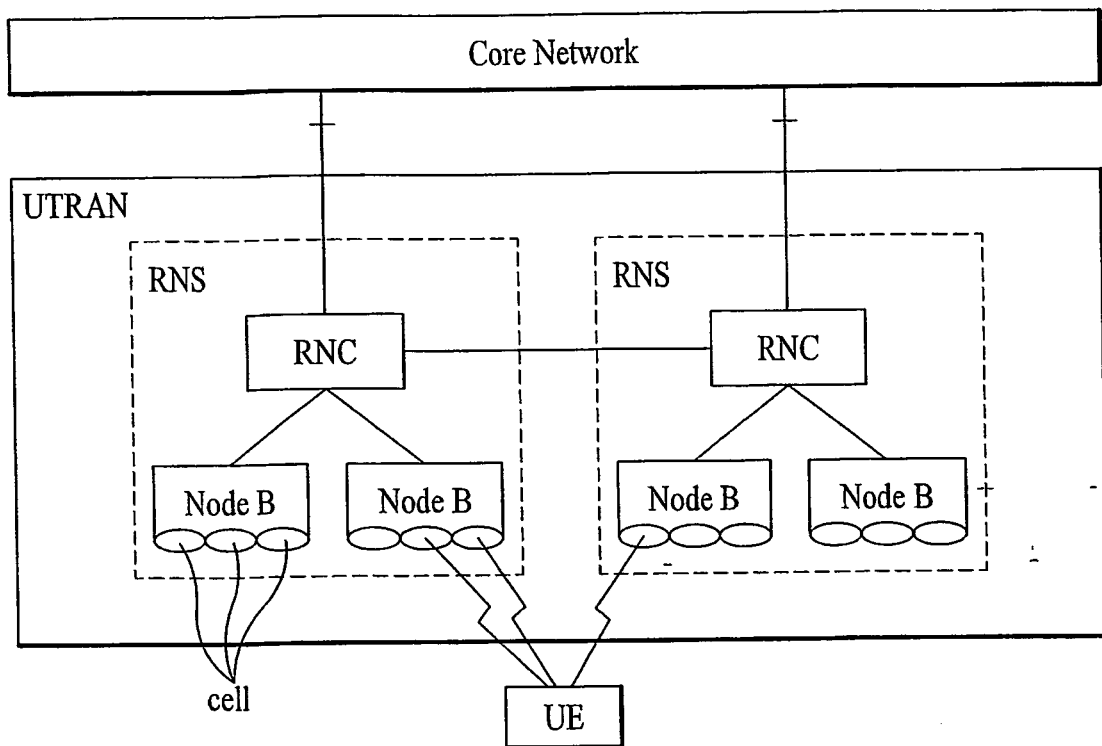 Core Network
UTRAN
RNS
RNS
RNC
RNC
Node B
Node B
Node B
Node B
cell
UE